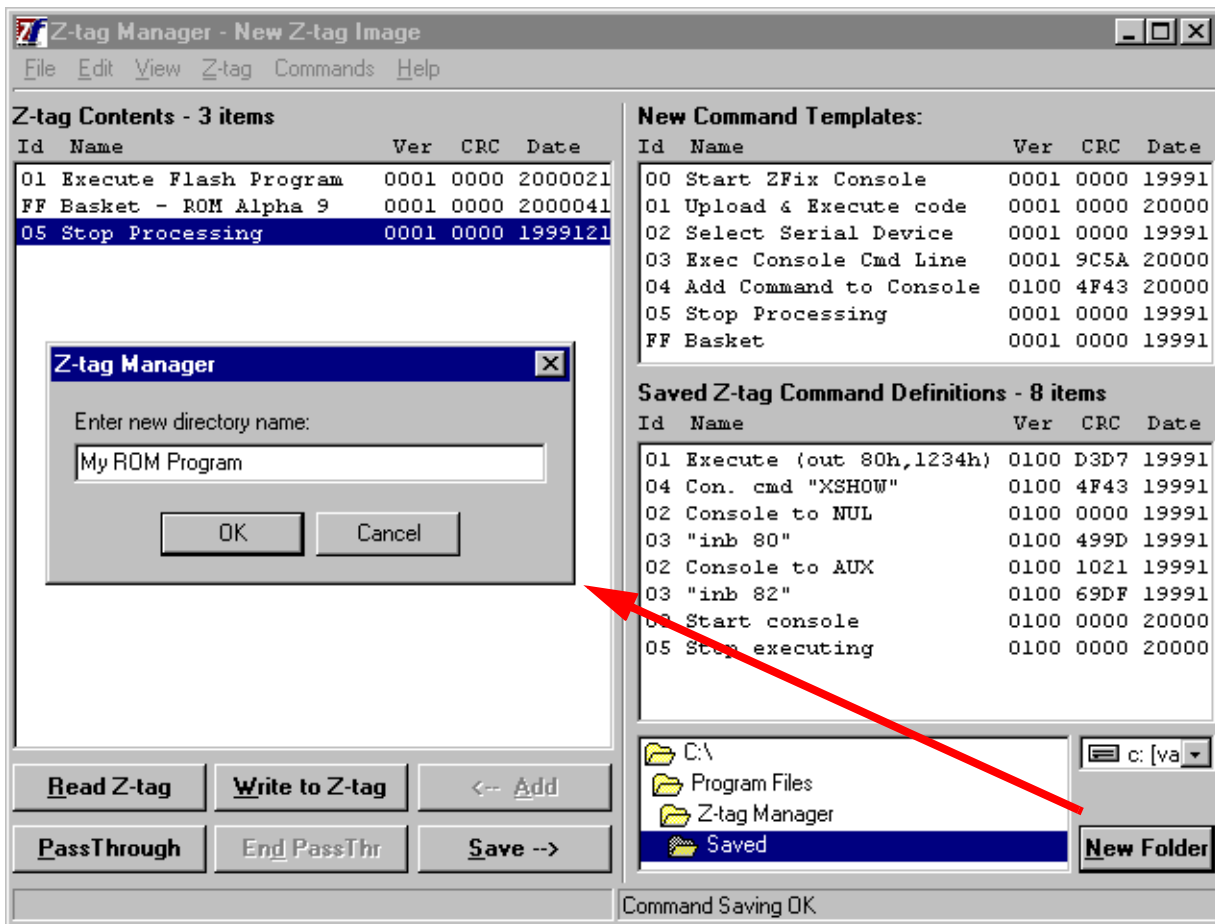 Zf Z-tag Manager - New Z-tag Image
File Edit View Z-tag Commands Help
Z-tag Contents - 3 items
Id Name Ver CRC Date
01 Execute Flash Program 0001 0000 2000021
FF Basket - ROM Alpha 9 0001 0000 2000041
05 Stop Processing 0001 0000 1999121
Z-tag Manager
Enter new directory name:
My ROM Program
OK Cancel
Read Z-tag Write to Z-tag <-- Add
PassThrough End PassThr Save -->
New Command Templates:
Id Name Ver CRC Date
00 Start ZFix Console 0001 0000 19991
01 Upload & Execute code 0001 0000 20000
02 Select Serial Device 0001 0000 19991
03 Exec Console Cmd Line 0001 9C5A 20000
04 Add Command to Console 0100 4F43 20000
05 Stop Processing 0001 0000 19991
FF Basket 0001 0000 19991
Saved Z-tag Command Definitions - 8 items
Id Name Ver CRC Date
01 Execute (out 80h,1234h) 0100 D3D7 19991
04 Con. cmd "XSHOW" 0100 4F43 19991
02 Console to NUL 0100 0000 19991
03 "inb 80" 0100 499D 19991
02 Console to AUX 0100 1021 19991
03 "inb 82" 0100 69DF 19991
Start console 0100 0000 20000
05 Stop executing 0100 0000 20000
C:\
Program Files
Z-tag Manager
Saved
c: [va
New Folder
Command Saving OK